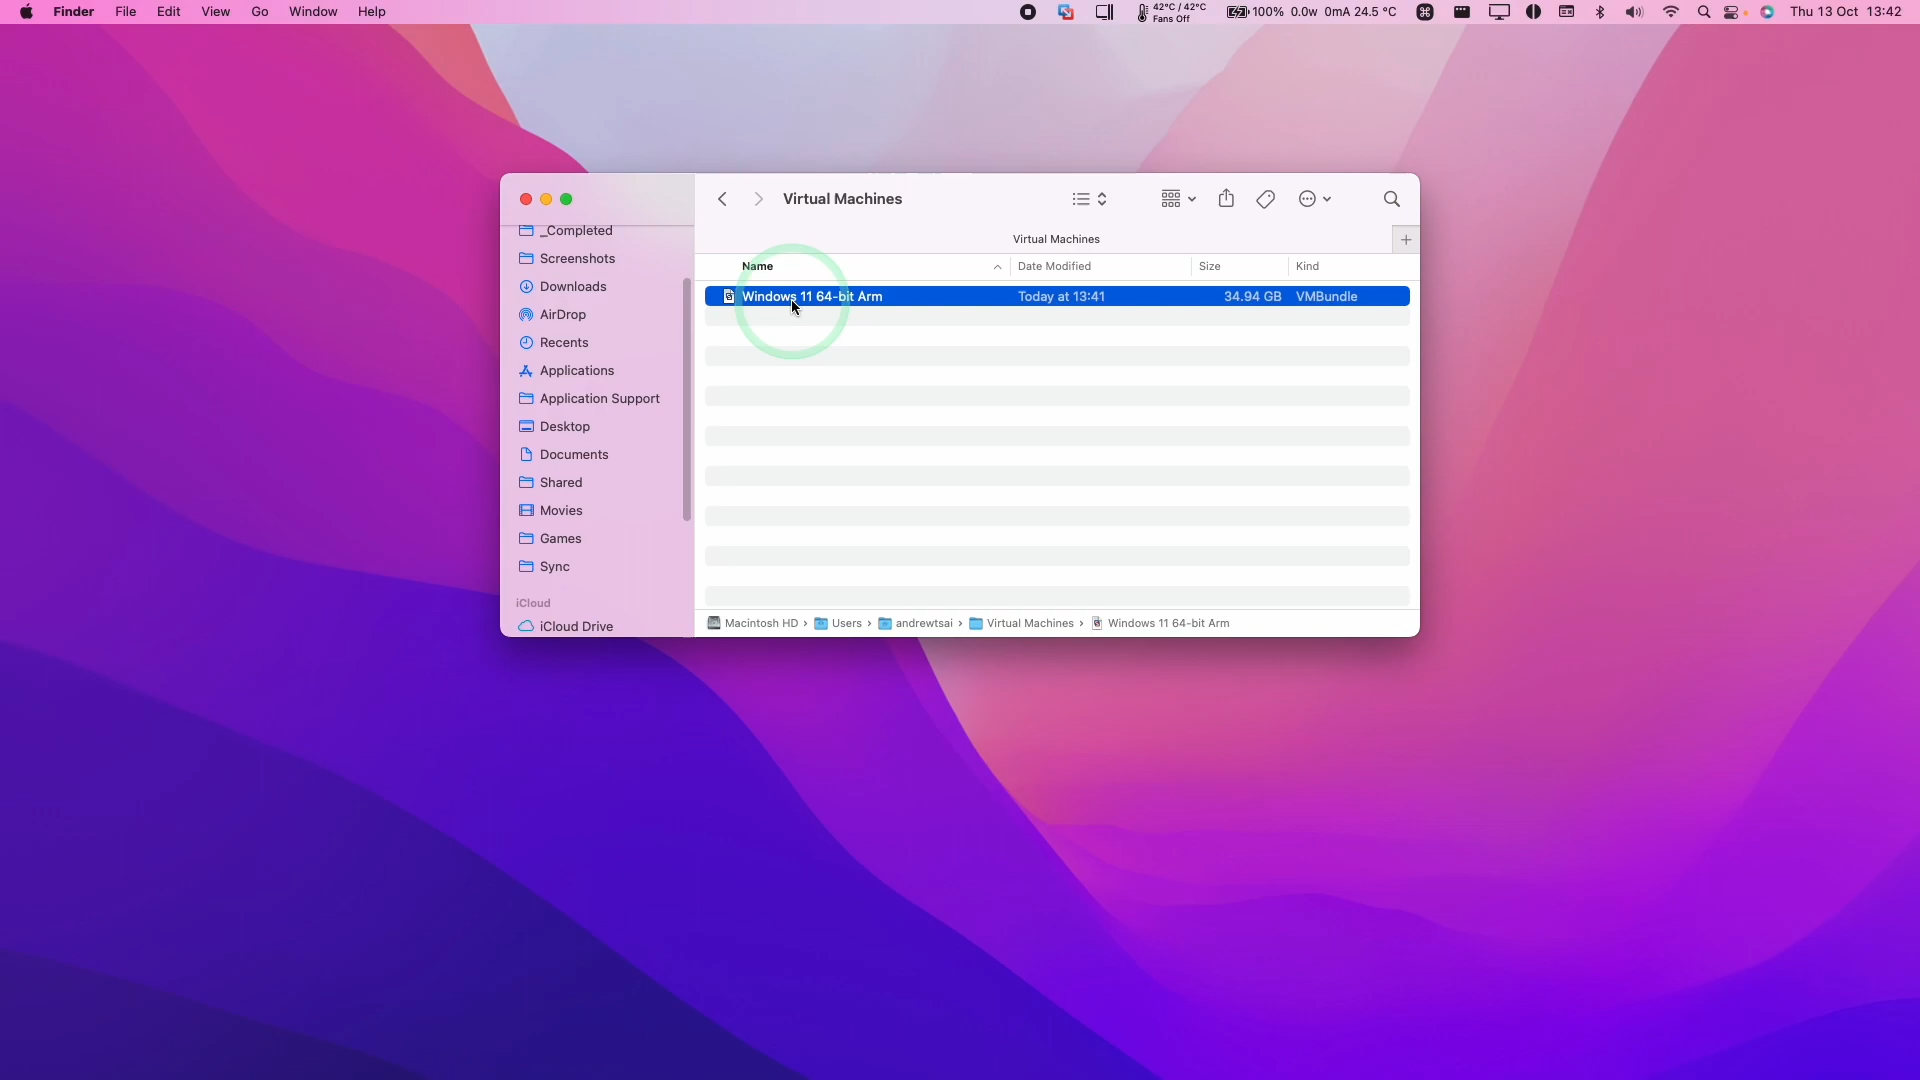 Finder File Edit View Go Window Help
42°C / 42°C
Fans Off
100% 0.0w 0mA 24.5 °C
Thu 13 Oct 13:42
Virtual Machines
Virtual Machines
Name Date Modified Size Kind
Windows 11 64-bit Arm Today at 13:41 34.94 GB VMBundle
_Completed
Screenshots
Downloads
AirDrop
Recents
Applications
Application Support
Desktop
Documents
Shared
Movies
Games
Sync
iCloud
iCloud Drive
Macintosh HD › Users › andrewtsai › Virtual Machines › Windows 11 64-bit Arm